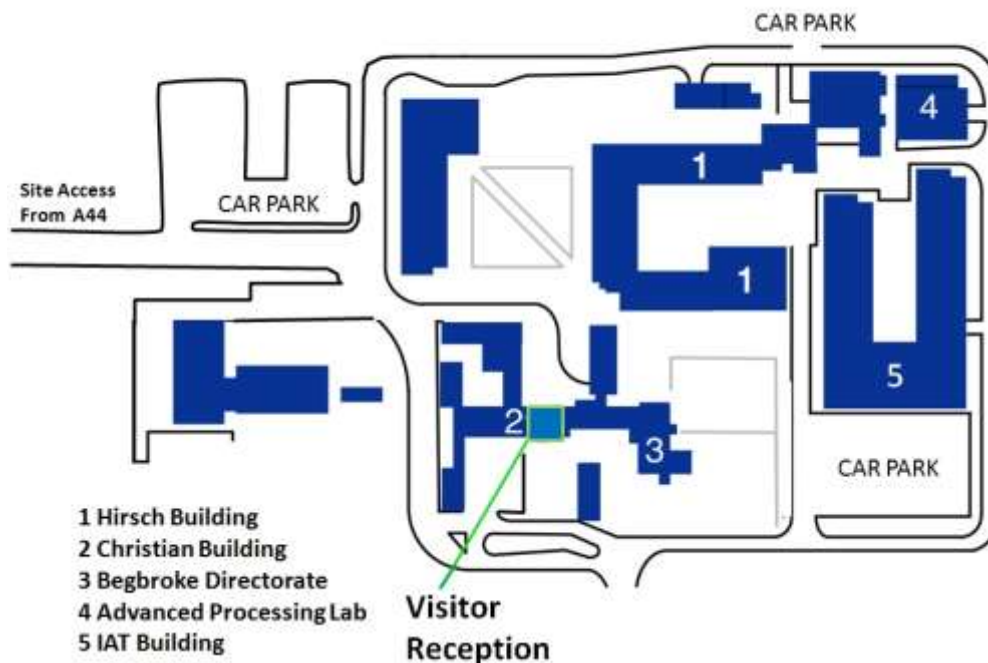 CAR PARK
4
1
Site Access
From A44
CAR PARK
1
5
2
3
CAR PARK
1 Hirsch Building
2 Christian Building
3 Begbroke Directorate
4 Advanced Processing Lab
5 IAT Building
Visitor
Reception